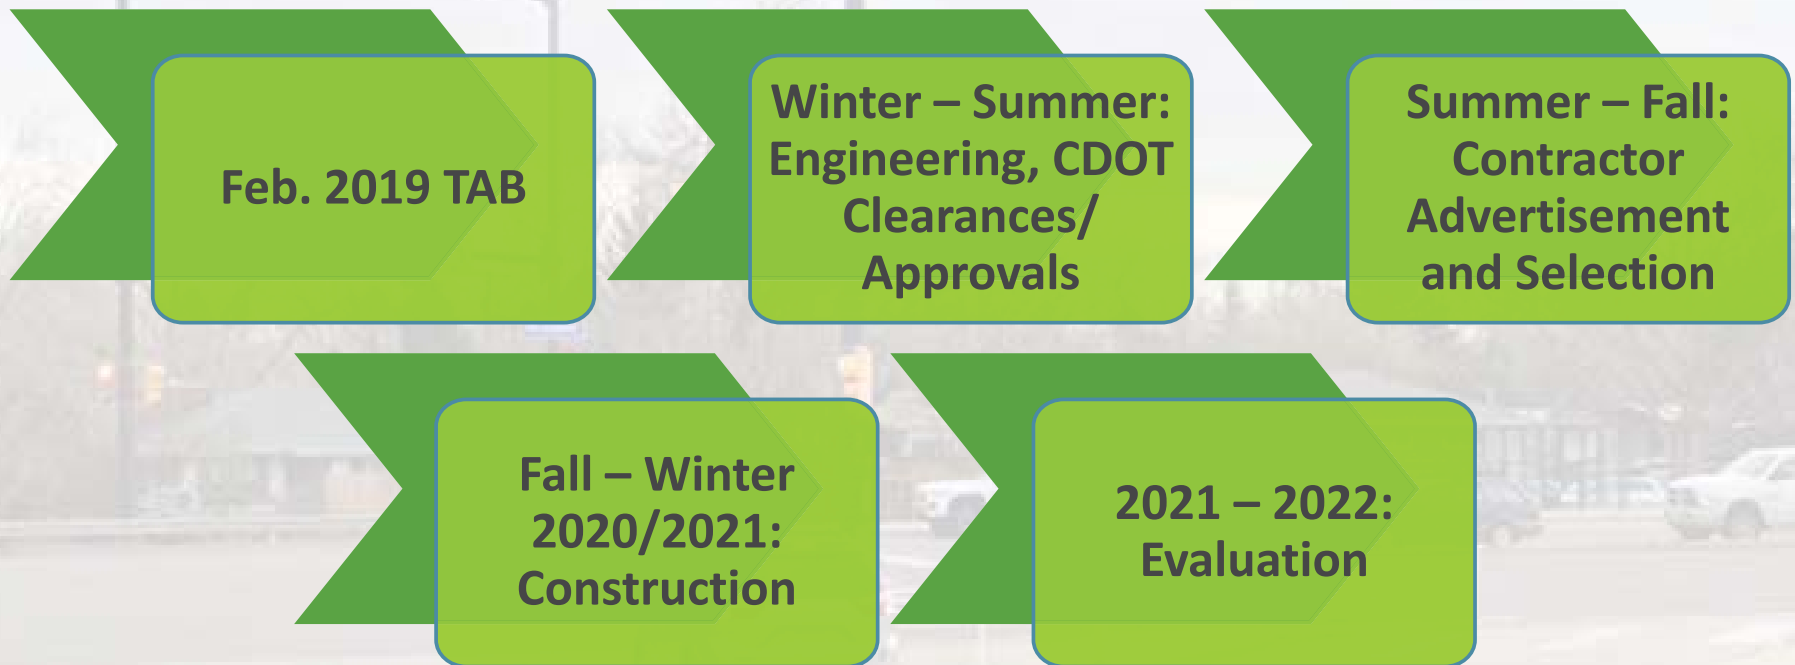 Feb. 2019 TAB
Winter – Summer:
Engineering, CDOT
Clearances/
Approvals
Summer – Fall:
Contractor
Advertisement
and Selection
Fall – Winter
2020/2021:
Construction
2021 – 2022:
Evaluation